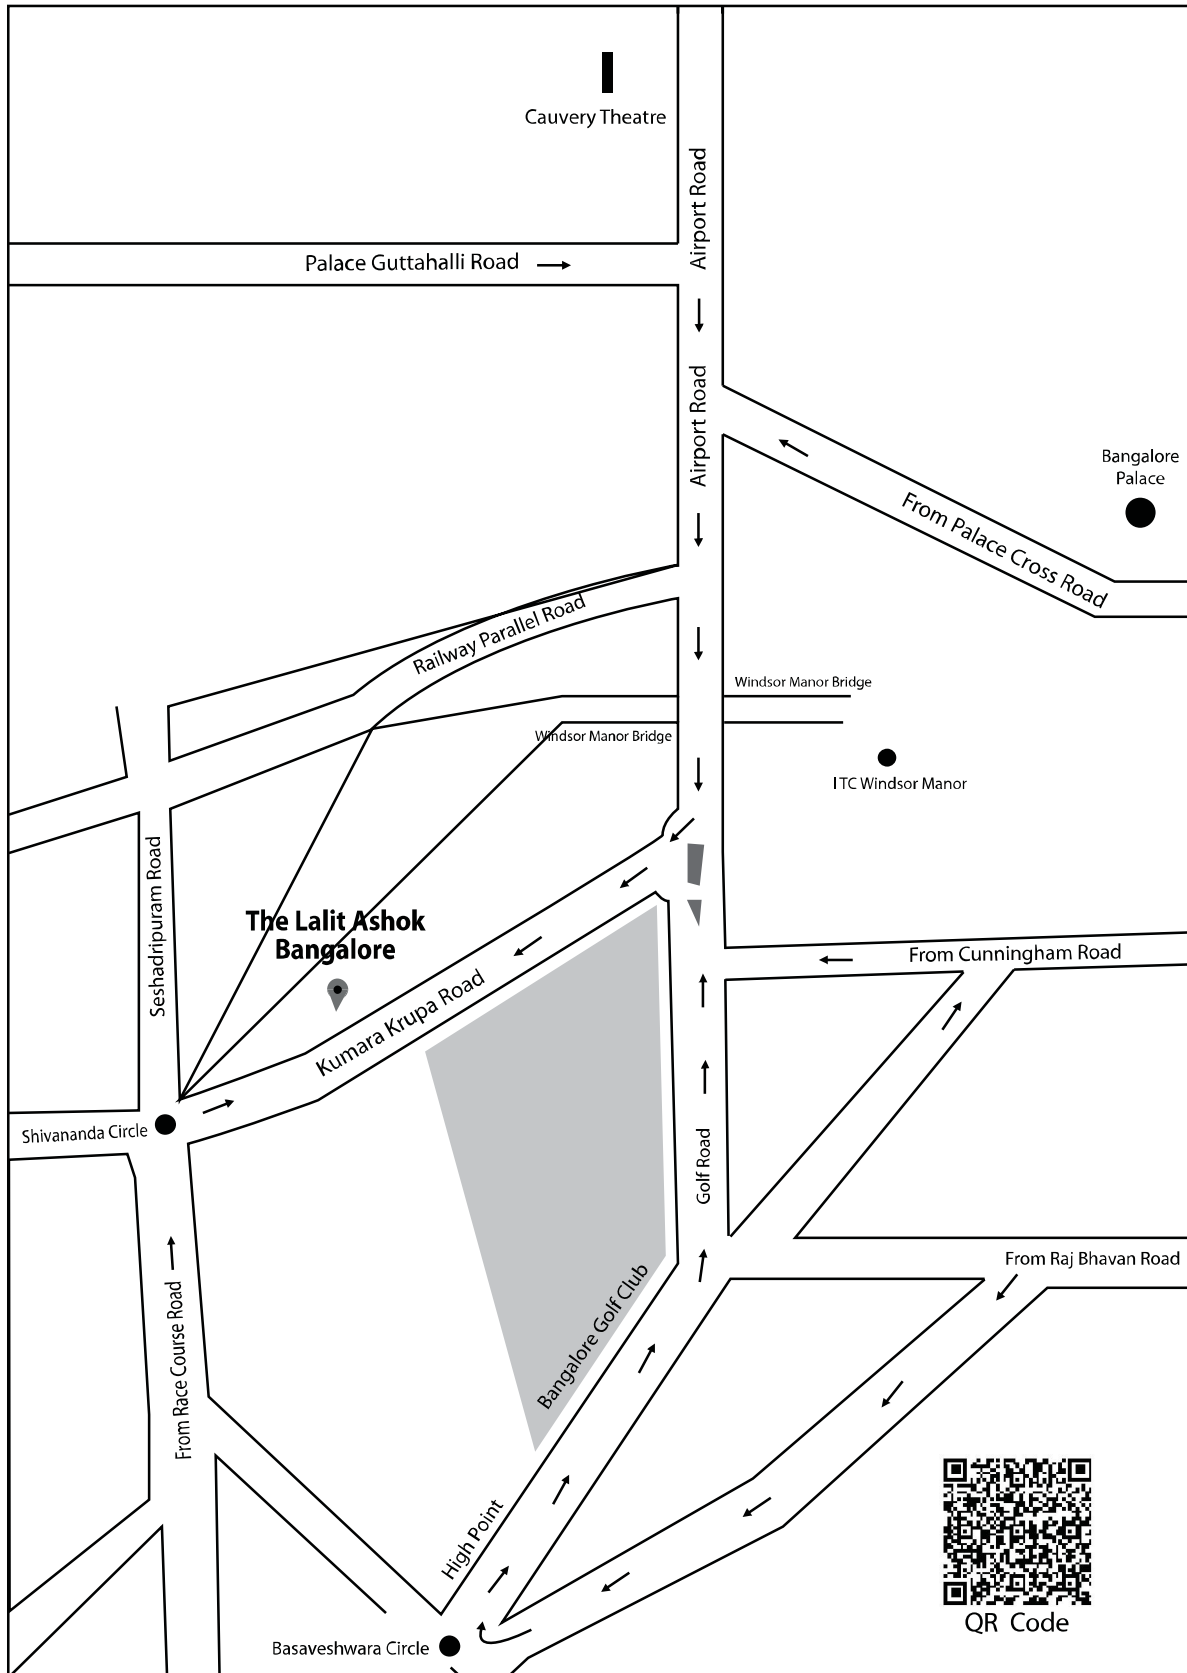 Cauvery Theatre
Airport Road
Palace Guttahalli Road
Airport Road
Bangalore
Palace
From Palace Cross Road
Railway Parallel Road
Windsor Manor Bridge
Windsor Manor Bridge
ITC Windsor Manor
Seshadripuram Road
The Lalit Ashok
Bangalore
From Cunningham Road
Kumara Krupa Road
Shivananda Circle
Golf Road
From Raj Bhavan Road
From Race Course Road
Bangalore Golf Club
High Point
QR Code
Basaveshwara Circle